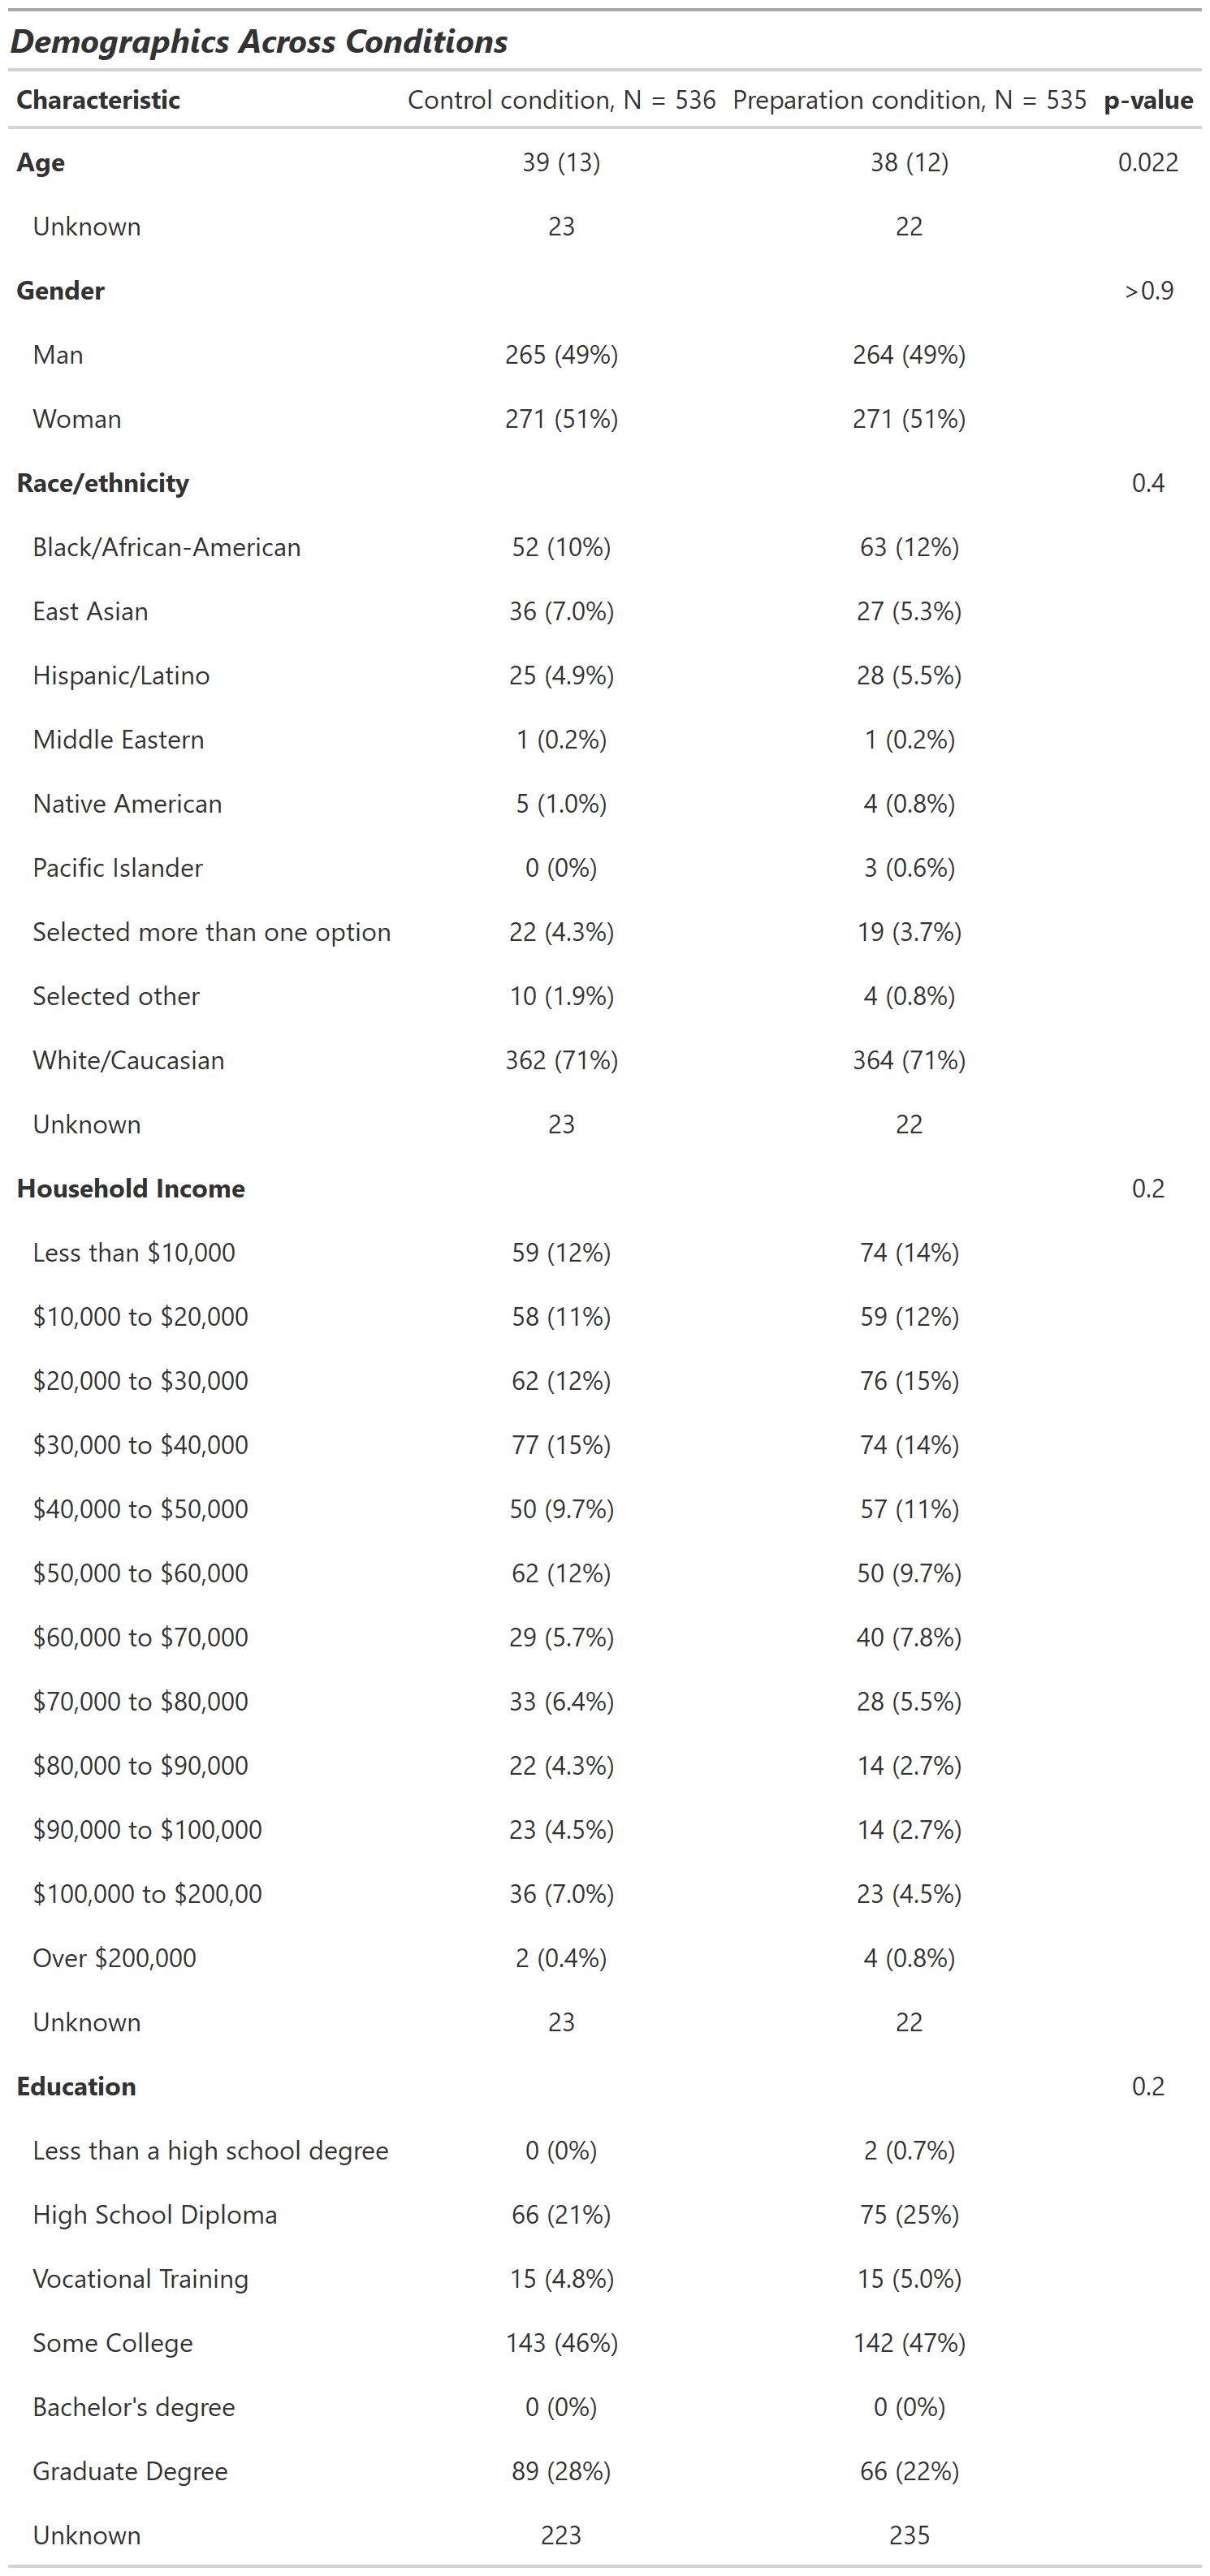 Demographics Across Conditions
Characteristic Control condition, N = 536 Preparation condition, N = 535 p-value
Age 39 (13) 38 (12) 0.022
Unknown 23 22
Gender >0.9
Man 265 (49%) 264 (49%)
Woman 271 (51%) 271 (51%)
Race/ethnicity 0.4
Black/African-American 52 (10%) 63 (12%)
East Asian 36 (7.0%) 27 (5.3%)
Hispanic/Latino 25 (4.9%) 28 (5.5%)
Middle Eastern 1 (0.2%) 1 (0.2%)
Native American 5 (1.0%) 4 (0.8%)
Pacific Islander 0 (0%) 3 (0.6%)
Selected more than one option 22 (4.3%) 19 (3.7%)
Selected other 10 (1.9%) 4 (0.8%)
White/Caucasian 362 (71%) 364 (71%)
Unknown 23 22
Household Income 0.2
Less than $10,000 59 (12%) 74 (14%)
$10,000 to $20,000 58 (11%) 59 (12%)
$20,000 to $30,000 62 (12%) 76 (15%)
$30,000 to $40,000 77 (15%) 74 (14%)
$40,000 to $50,000 50 (9.7%) 57 (11%)
$50,000 to $60,000 62 (12%) 50 (9.7%)
$60,000 to $70,000 29 (5.7%) 40 (7.8%)
$70,000 to $80,000 33 (6.4%) 28 (5.5%)
$80,000 to $90,000 22 (4.3%) 14 (2.7%)
$90,000 to $100,000 23 (4.5%) 14 (2.7%)
$100,000 to $200,00 36 (7.0%) 23 (4.5%)
Over $200,000 2 (0.4%) 4 (0.8%)
Unknown 23 22
Education 0.2
Less than a high school degree 0 (0%) 2 (0.7%)
High School Diploma 66 (21%) 75 (25%)
Vocational Training 15 (4.8%) 15 (5.0%)
Some College 143 (46%) 142 (47%)
Bachelor's degree 0 (0%) 0 (0%)
Graduate Degree 89 (28%) 66 (22%)
Unknown 223 235